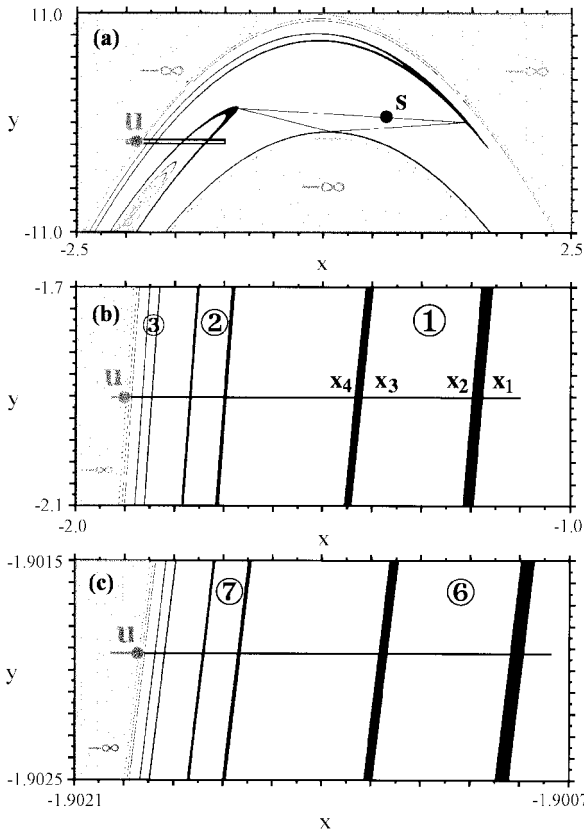 11.0
(a)
−∞
−∞
y
S
u
−∞
-11.0
-2.5
2.5
x
-1.7
(b)
③
②
①
u
x4
x3
x2
x1
y
−∞
-2.1
-2.0
-1.0
x
-1.9015
(c)
⑦
⑥
u
y
−∞
-1.9025
-1.9021
-1.9007
x